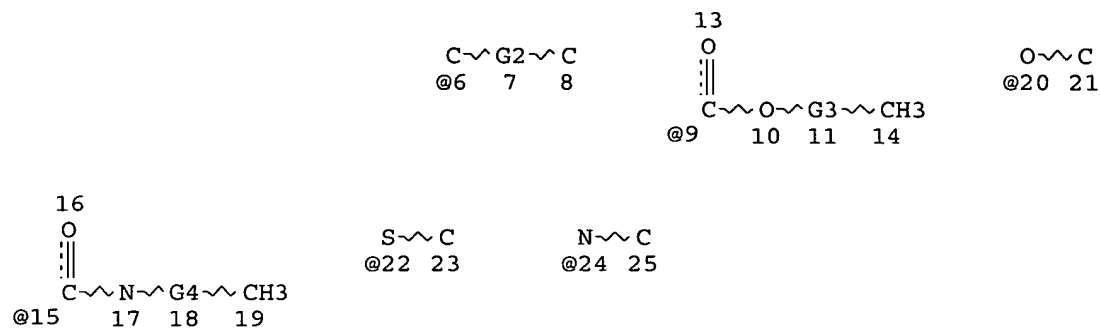 13
O
C G2 C
@6 7 8
O C
@20 21
C O G3 CH3
@9 10 11 14
16
O
S C
@22 23
N C
@24 25
C N G4 CH3
@15 17 18 19